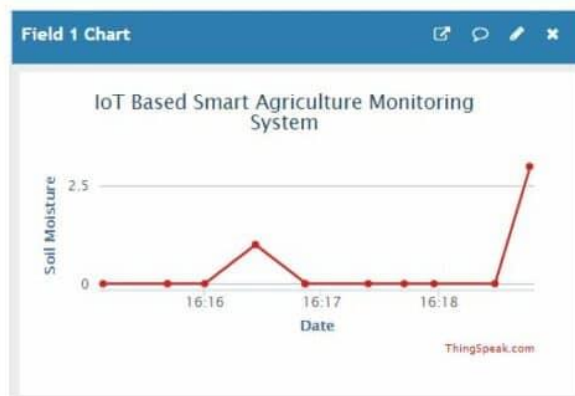 Field 1 Chart
IoT Based Smart Agriculture Monitoring
System
Soil Moisture
2.5
0
16:16 16:17 16:18
Date
ThingSpeak.com